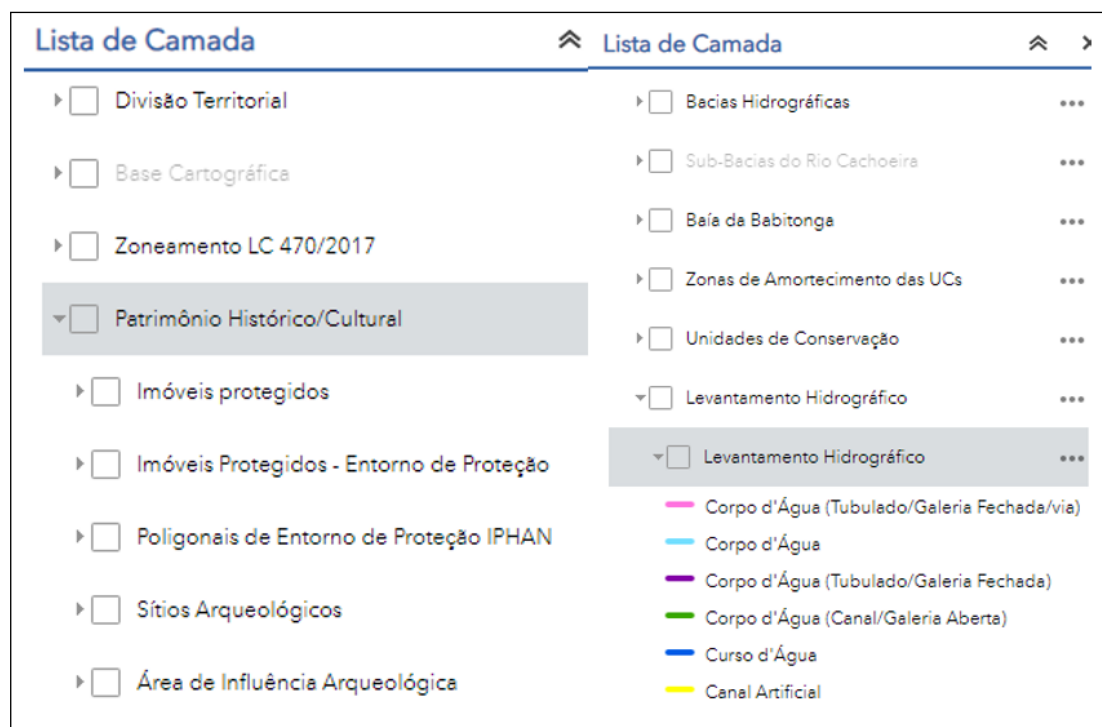 Lista de Camada
Divisão Territorial
Base Cartográfica
Zoneamento LC 470/2017
Patrimônio Histórico/Cultural
Imóveis protegidos
Imóveis Protegidos - Entorno de Proteção
Poligonais de Entorno de Proteção IPHAN
Sítios Arqueológicos
Área de Influência Arqueológica
Lista de Camada
Bacias Hidrográficas
Sub-Bacias do Rio Cachoeira
Baía da Babitonga
Zonas de Amortecimento das UCs
Unidades de Conservação
Levantamento Hidrográfico
Levantamento Hidrográfico
Corpo d'Água (Tubulado/Galeria Fechada/via)
Corpo d'Água
Corpo d'Água (Tubulado/Galeria Fechada)
Corpo d'Água (Canal/Galeria Aberta)
Curso d'Água
Canal Artificial